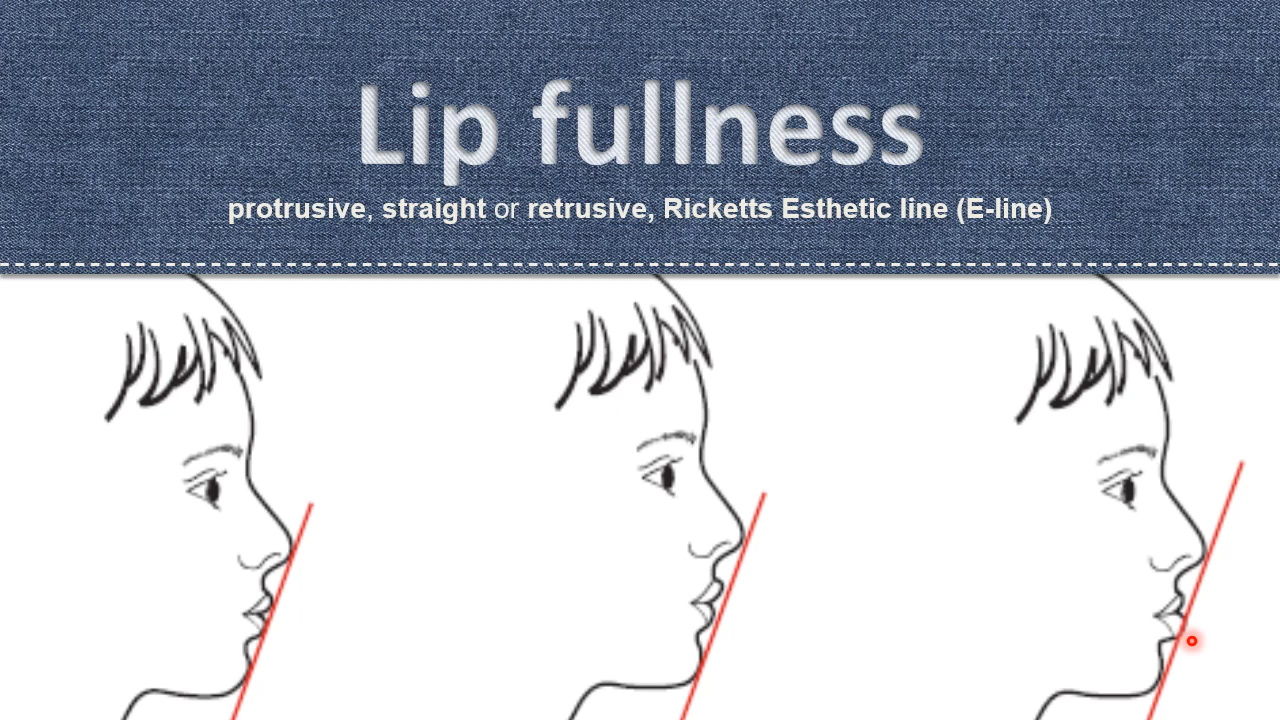 Lip fullness
protrusive, straight or retrusive, Ricketts Esthetic line (E-line)